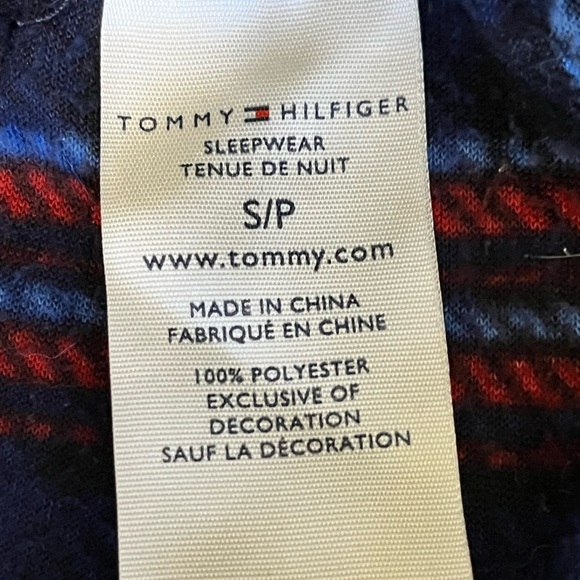 TOMMY HILFIGER
SLEEPWEAR
TENUE DE NUIT
S/P
www.tommy.com
MADE IN CHINA
FABRIQUÉ EN CHINE
100% POLYESTER
EXCLUSIVE OF
DECORATION
SAUF LA DÉCORATION